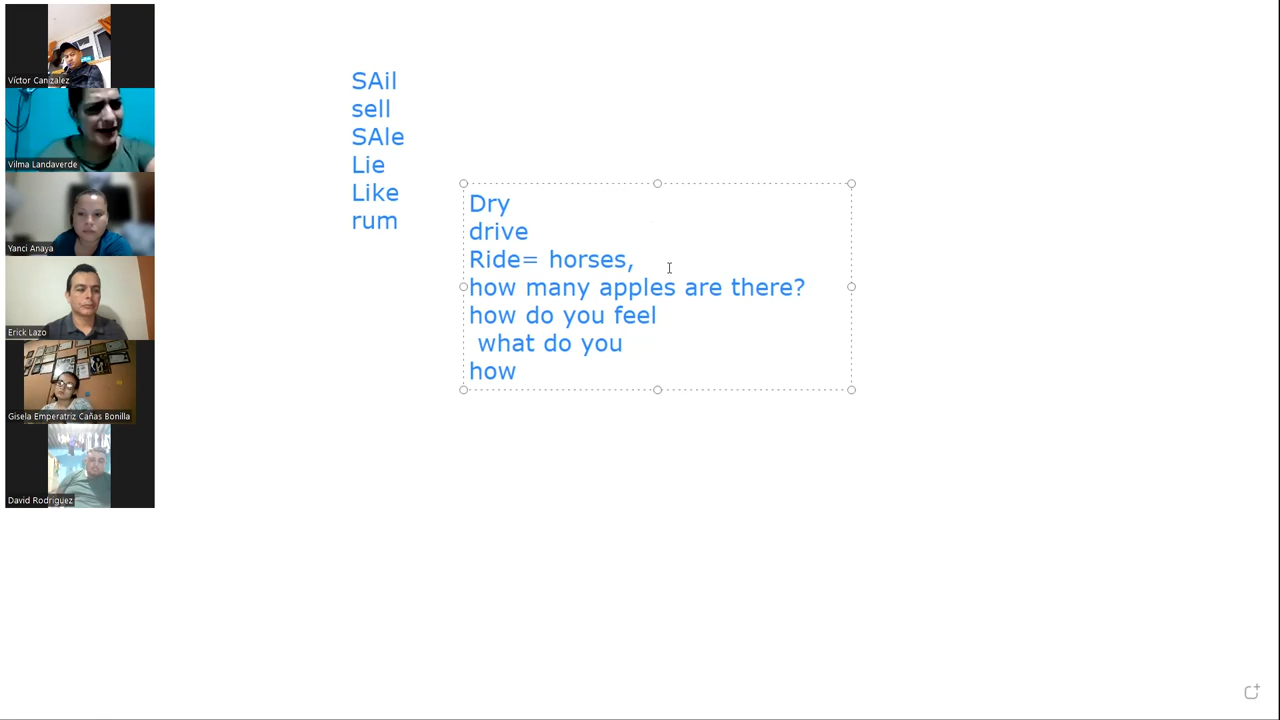 Víctor Canizalez
Vilma Landaverde
Yanci Anaya
Erick Lazo
Gisela Emperatriz Cañas Bonilla
David Rodriguez
SAil
sell
SAle
Lie
Like
rum
Dry
drive
Ride= horses,
how many apples are there?
how do you feel
what do you
how